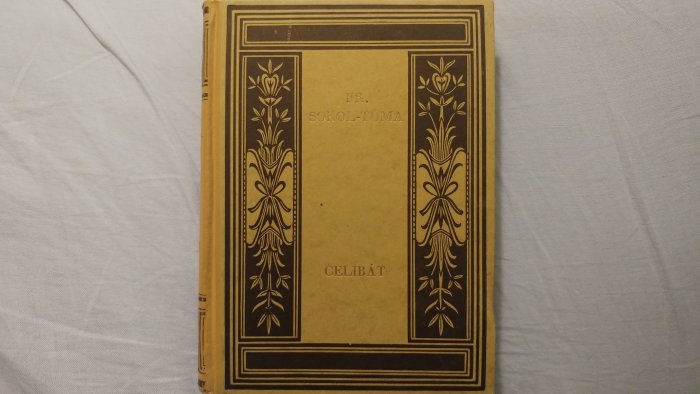 FR.
SOKOL-TŮMA
CELIBÁT